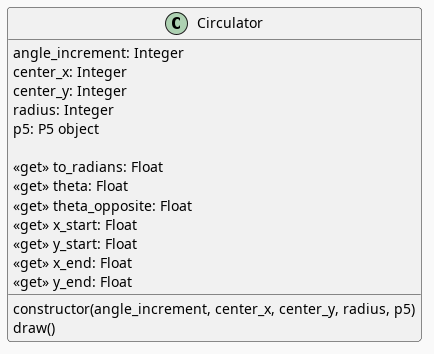 C Circulator
angle_increment: Integer
center_x: Integer
center_y: Integer
radius: Integer
p5: P5 object
«get» to_radians: Float
«get» theta: Float
«get» theta_opposite: Float
«get» x_start: Float
«get» y_start: Float
«get» x_end: Float
«get» y_end: Float
constructor(angle_increment, center_x, center_y, radius, p5)
draw()